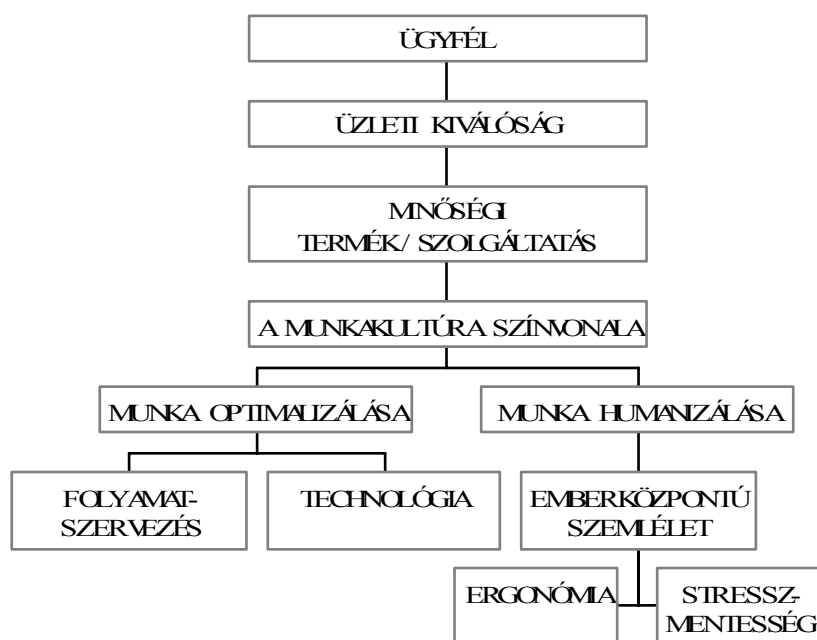 ÜGYFÉL
ÜZLETI KIVÁLÓSÁG
MINŐSÉGI
TERMÉK / SZOLGÁLTATÁS
A MUNKAKULTÚRA SZÍNVONALA
MUNKA OPTIMALIZÁLÁSA
MUNKA HUMANIZÁLÁSA
FOLYAMAT-
SZERVEZÉS
TECHNOLÓGIA
EMBERKÖZPONTÚ
SZEMLÉLET
ERGONÓMIA
STRESSZ-
MENTESSÉG